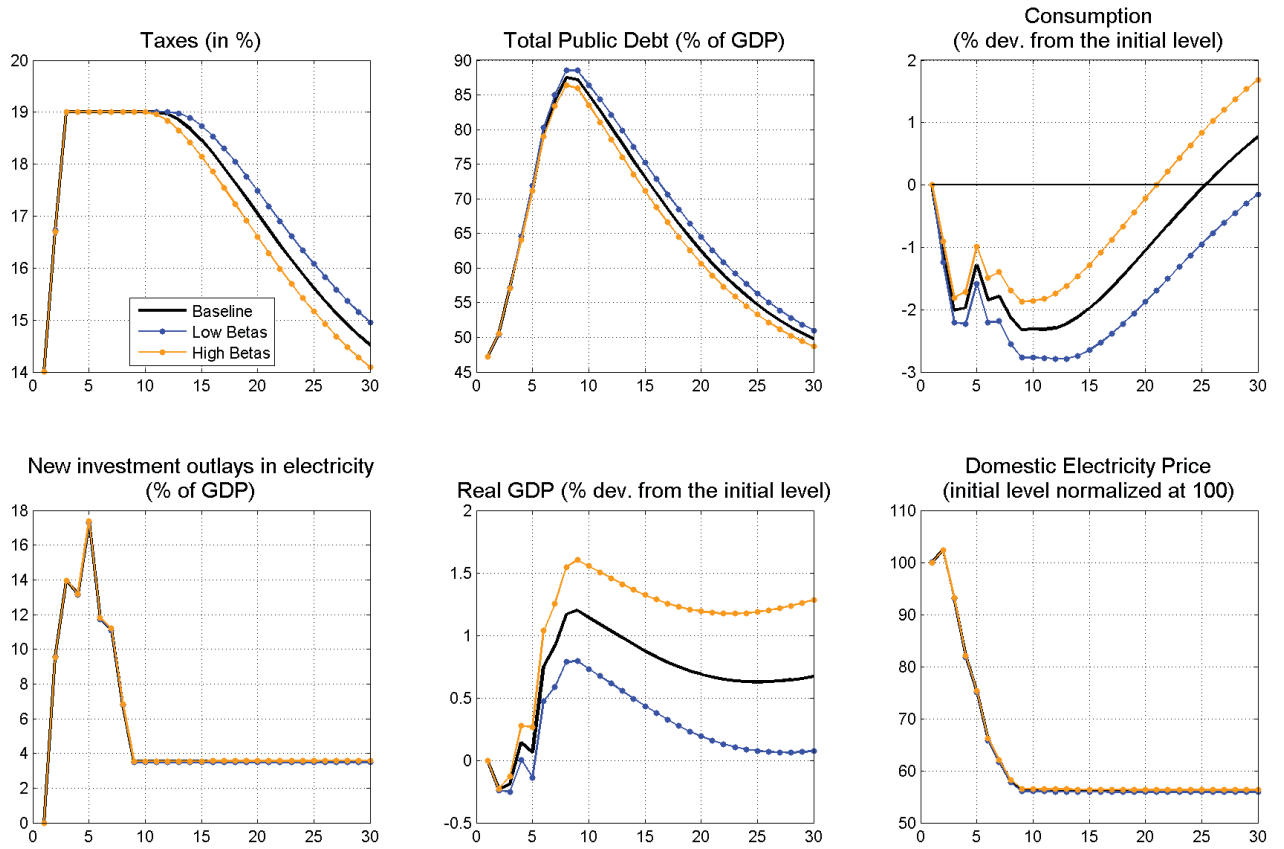 Taxes (in %)
20
19
18
17
16
15
14
0 5 10 15 20 25 30
Baseline
Low Betas
High Betas
Total Public Debt (% of GDP)
90
85
80
75
70
65
60
55
50
45
0 5 10 15 20 25 30
Consumption
(% dev. from the initial level)
2
1
0
-1
-2
-3
0 5 10 15 20 25 30
New investment outlays in electricity
(% of GDP)
18
16
14
12
10
8
6
4
2
0
0 5 10 15 20 25 30
Real GDP (% dev. from the initial level)
2
1.5
1
0.5
0
-0.5
0 5 10 15 20 25 30
Domestic Electricity Price
(initial level normalized at 100)
110
100
90
80
70
60
50
0 5 10 15 20 25 30